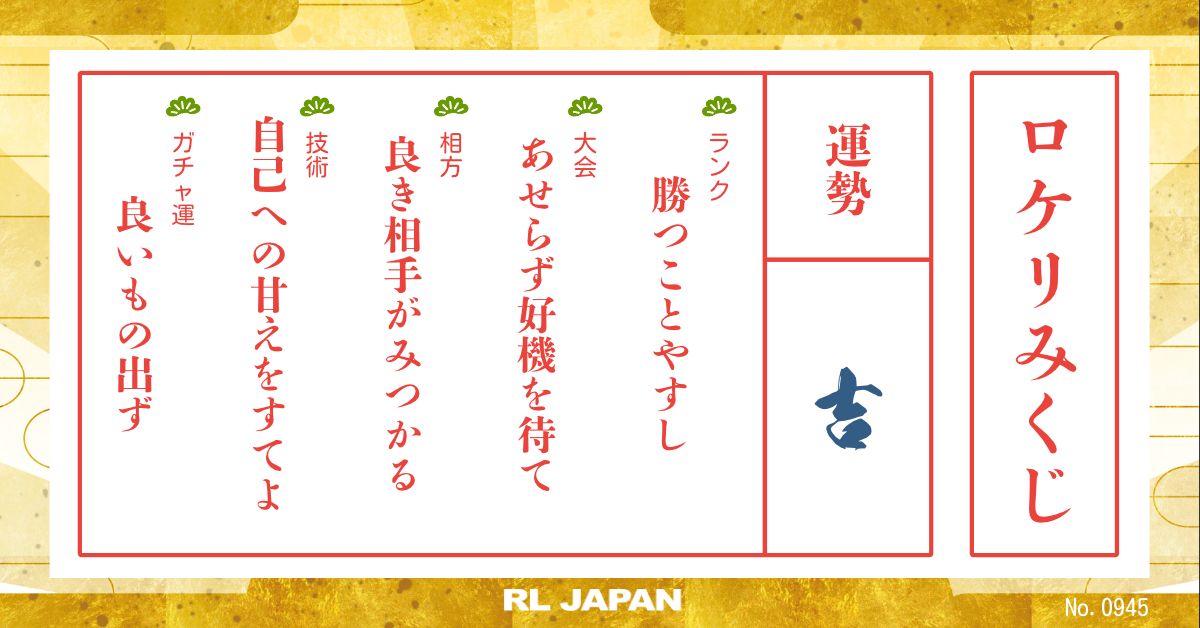 ロケリみくじ
運勢
吉
ランク
勝つことやすし
大会
あせらず好機を待て
相方
良き相手がみつかる
技術
自己への甘えをすてよ
ガチャ運
良いもの出ず
RL JAPAN
No. 0945